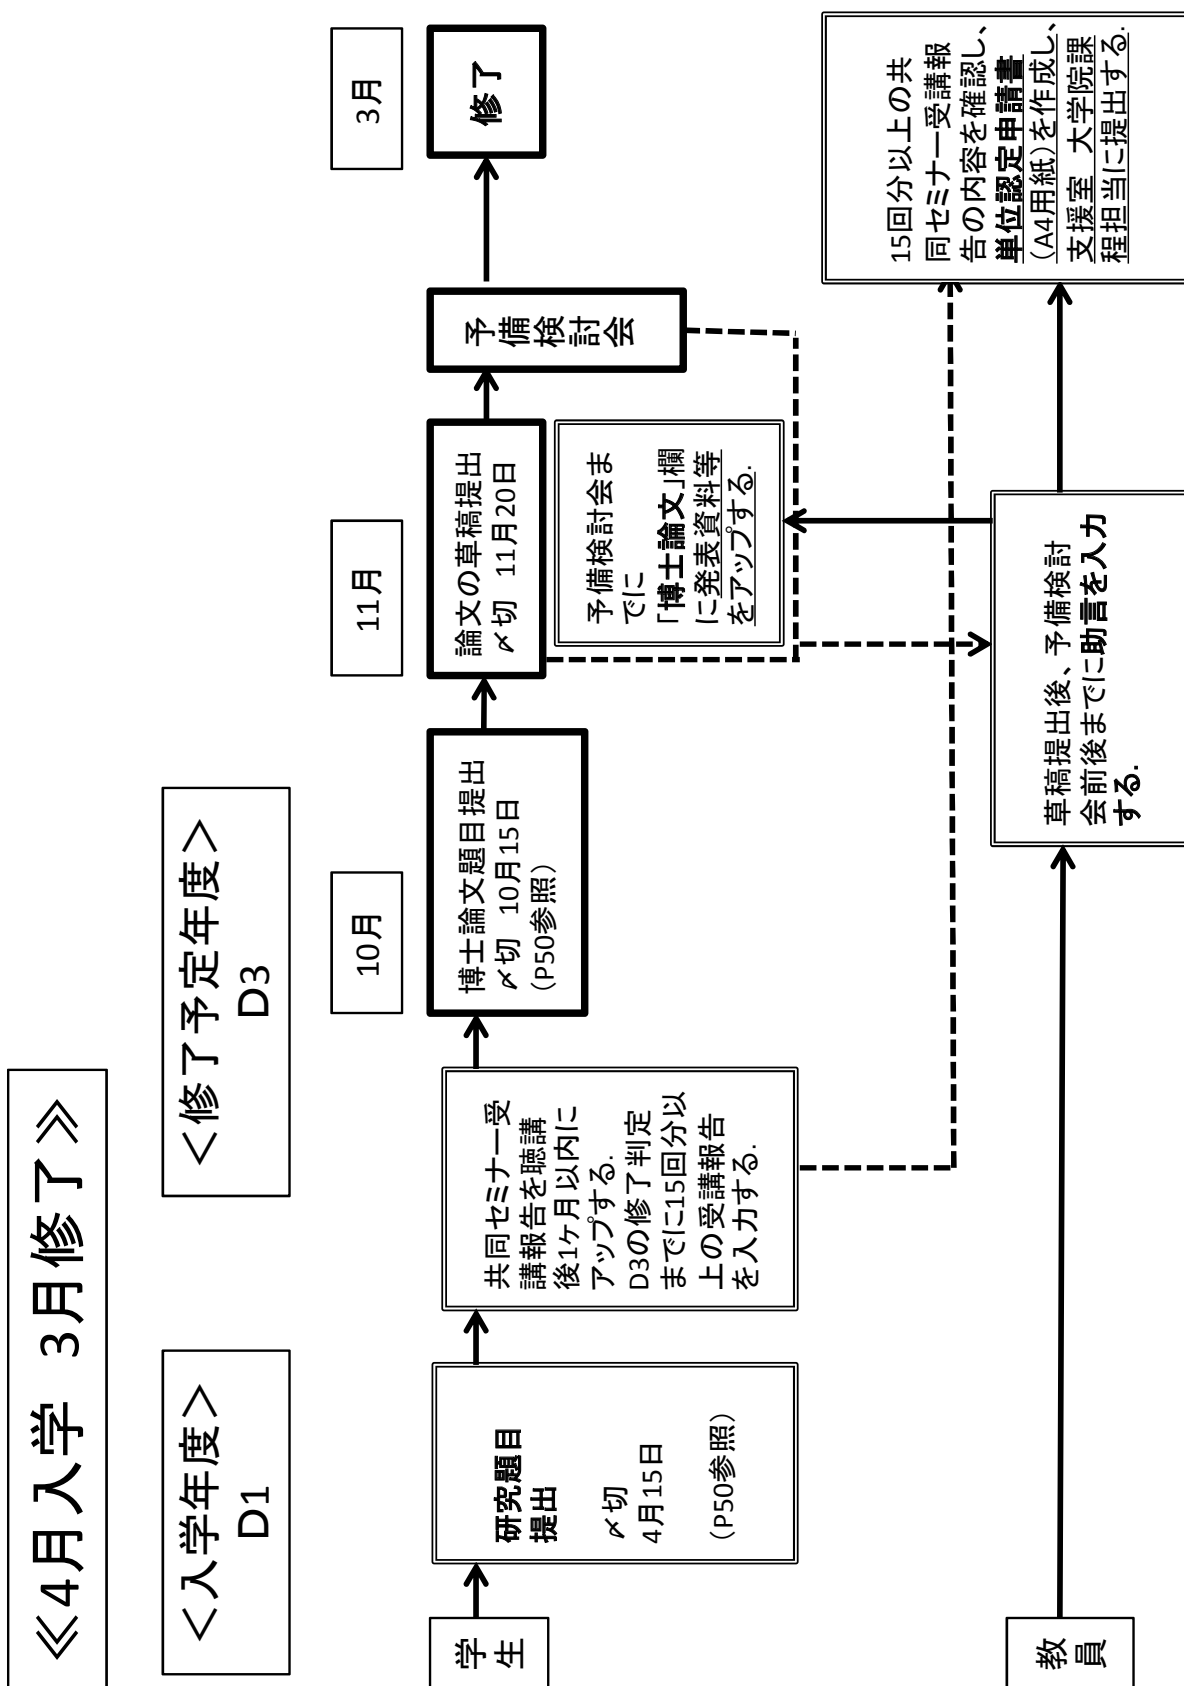 ≪4月入学 3月修了≫
＜入学年度＞
D1
＜修了予定年度＞
D3
10月
11月
3月
学
生
研究題目
提出
〆切
4月15日
（P50参照）
共同セミナー受
講報告を聴講
後1ヶ月以内に
アップする.
D3の修了判定
までに15回分以
上の受講報告
を入力する.
博士論文題目提出
〆切 10月15日
（P50参照）
論文の草稿提出
〆切 11月20日
予備検討会ま
でに
「博士論文」欄
に発表資料等
をアップする.
予備検討会
修了
教
員
草稿提出後、予備検討
会前後までに助言を入力
する.
15回分以上の共
同セミナー受講報
告の内容を確認し、
単位認定申請書
（A4用紙）を作成し、
支援室 大学院課
程担当に提出する.